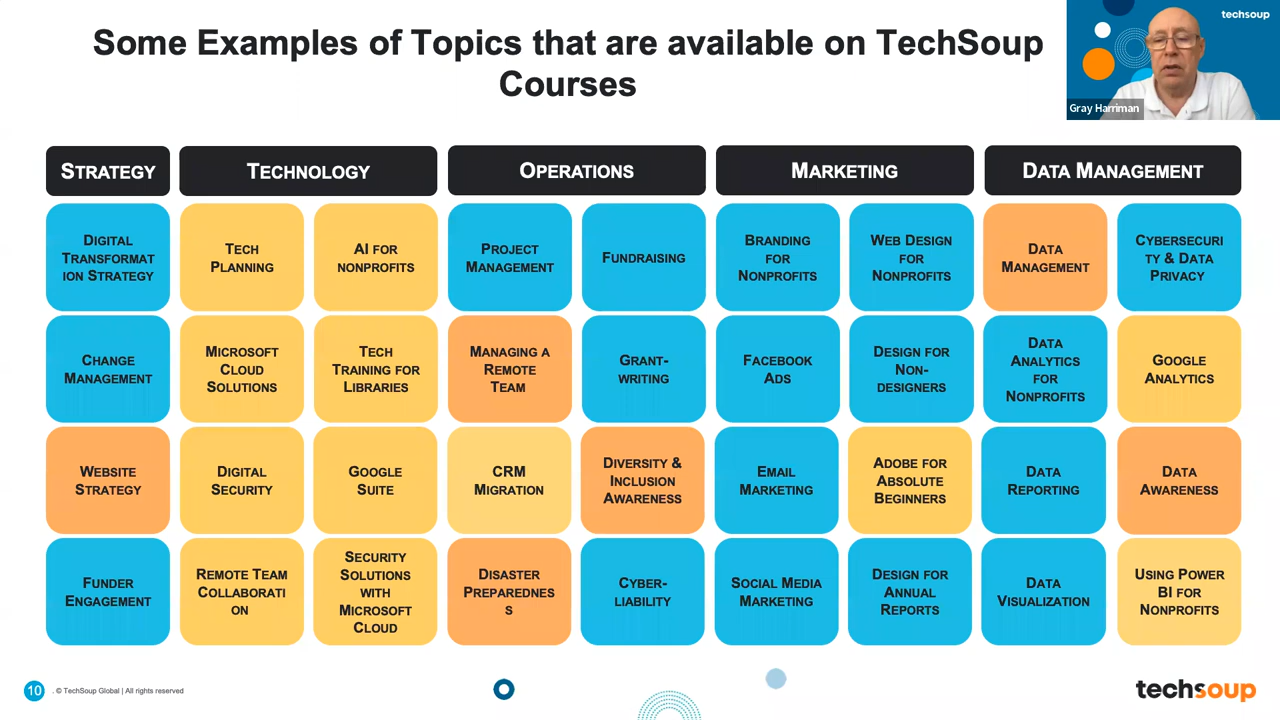 Some Examples of Topics that are available on TechSoup
Courses
techsoup
Gray Harriman
STRATEGY
TECHNOLOGY
OPERATIONS
MARKETING
DATA MANAGEMENT
DIGITAL
TRANSFORMAT
ION STRATEGY
TECH
PLANNING
AI FOR
NONPROFITS
PROJECT
MANAGEMENT
FUNDRAISING
BRANDING
FOR
NONPROFITS
WEB DESIGN
FOR
NONPROFITS
DATA
MANAGEMENT
CYBERSECURI
TY & DATA
PRIVACY
CHANGE
MANAGEMENT
MICROSOFT
CLOUD
SOLUTIONS
TECH
TRAINING FOR
LIBRARIES
MANAGING A
REMOTE
TEAM
GRANT-
WRITING
FACEBOOK
ADS
DESIGN FOR
NON-
DESIGNERS
DATA
ANALYTICS
FOR
NONPROFITS
GOOGLE
ANALYTICS
WEBSITE
STRATEGY
DIGITAL
SECURITY
GOOGLE
SUITE
CRM
MIGRATION
DIVERSITY &
INCLUSION
AWARENESS
EMAIL
MARKETING
ADOBE FOR
ABSOLUTE
BEGINNERS
DATA
REPORTING
DATA
AWARENESS
FUNDER
ENGAGEMENT
REMOTE TEAM
COLLABORATI
ON
SECURITY
SOLUTIONS
WITH
MICROSOFT
CLOUD
DISASTER
PREPAREDNES
S
CYBER-
LIABILITY
SOCIAL MEDIA
MARKETING
DESIGN FOR
ANNUAL
REPORTS
DATA
VISUALIZATION
USING POWER
BI FOR
NONPROFITS
10
. © TechSoup Global | All rights reserved
techsoup